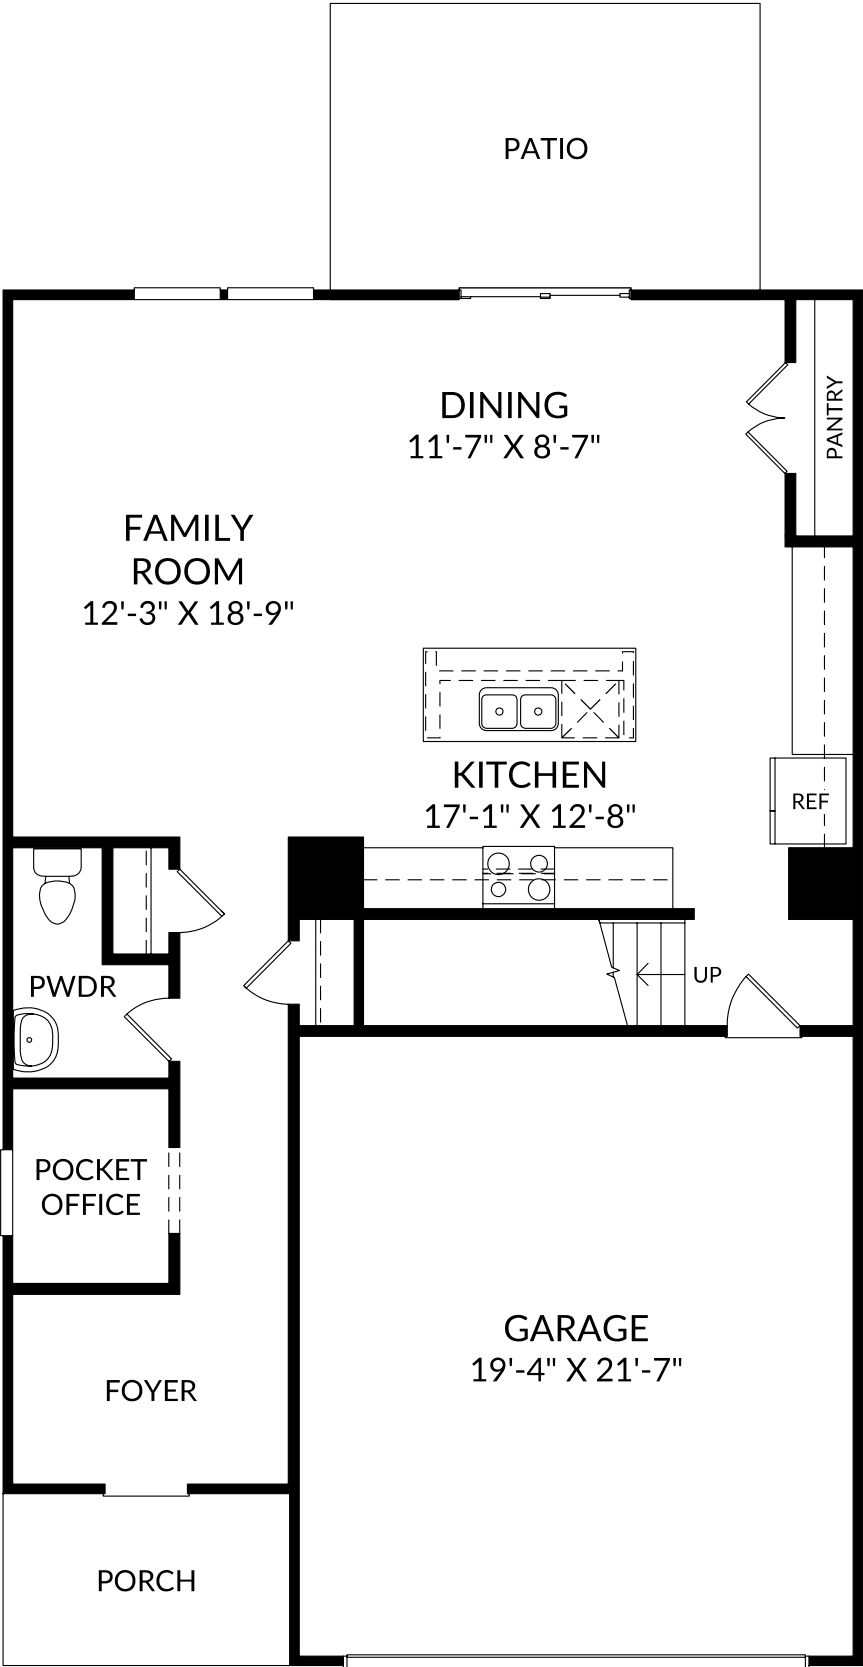 PATIO
DINING
11'-7" X 8'-7"
PANTRY
FAMILY
ROOM
12'-3" X 18'-9"
KITCHEN
17'-1" X 12'-8"
REF
PWDR
UP
POCKET
OFFICE
GARAGE
19'-4" X 21'-7"
FOYER
PORCH